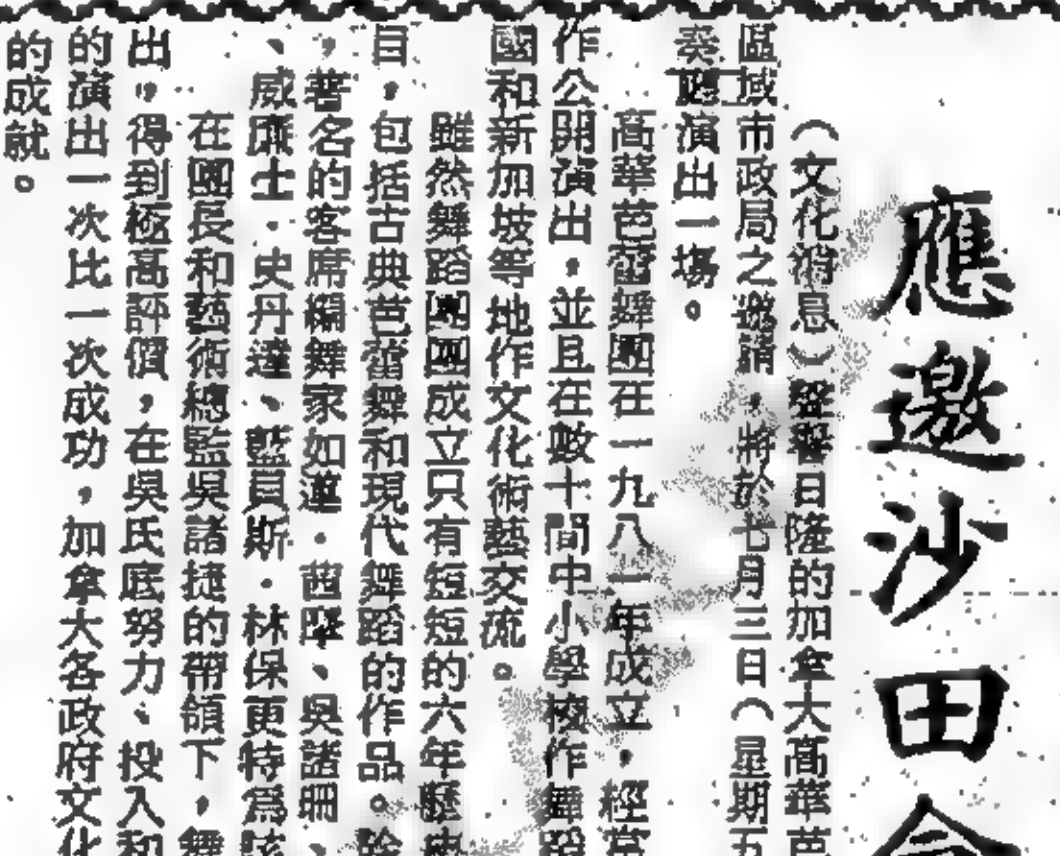 應邀沙田會
（文化消息）聲譽日隆的加拿大高華芭
區域市政局之邀請，將於七月三日（星期五
奏廳演出一場。
高華芭蕾舞團在一九八一年成立，經常
作公開演出，並且在數十間中小學校作舞蹈
國和新加坡等地作文化術藝交流。
雖然舞蹈團團成立只有短短的六年歷史
目，包括古典芭蕾舞和現代舞蹈的作品。除
，著名的客席編舞家如・茜摩、吳諸珊、
、威廉士・史丹達、藍貝斯・林保更特為該
在團長和藝術總監吳諸捷的帶領下，舞
出，得到極高評價，在吳氏底努力、投入和
的演出一次比一次成功，加拿大各政府文化
的成就。